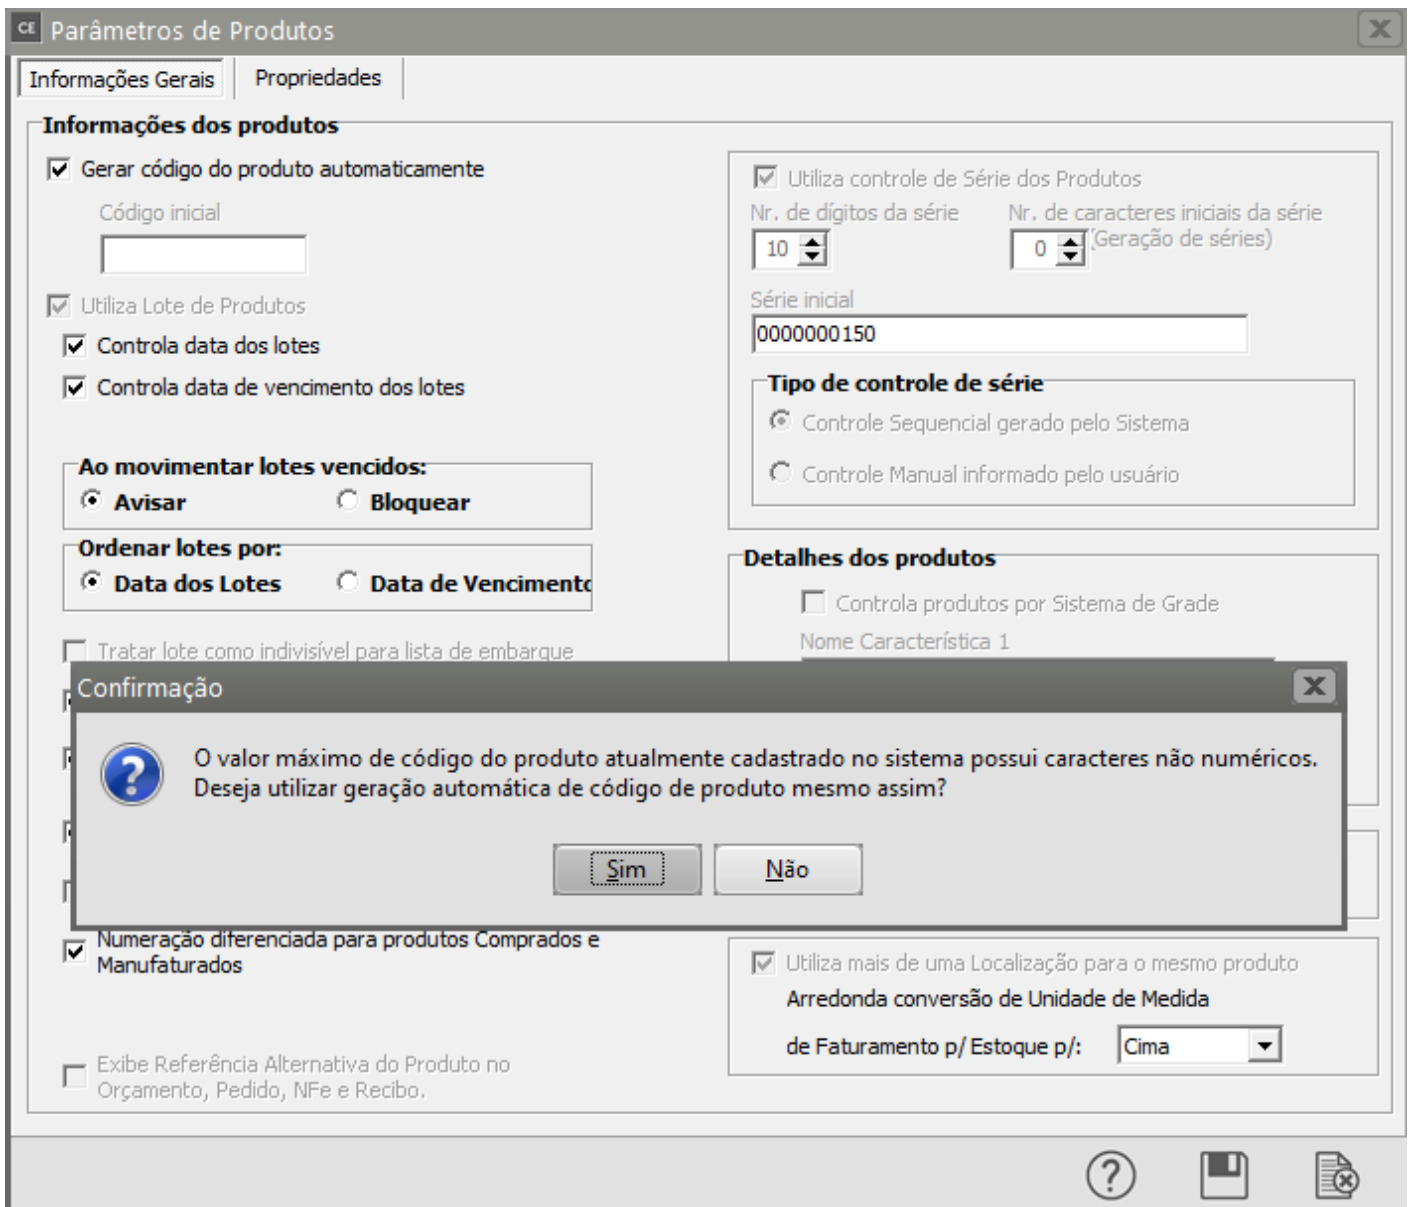 CE Parâmetros de Produtos
Informações Gerais
Propriedades
Informações dos produtos
Gerar código do produto automaticamente
Código inicial
Utiliza Lote de Produtos
Controla data dos lotes
Controla data de vencimento dos lotes
Ao movimentar lotes vencidos:
Avisar
Bloquear
Ordenar lotes por:
Data dos Lotes
Data de Vencimento
Tratar lote como indivisível para lista de embarque
Utiliza controle de Série dos Produtos
Nr. de dígitos da série
Nr. de caracteres iniciais da série
(Geração de séries)
10
0
Série inicial
0000000150
Tipo de controle de série
Controle Sequencial gerado pelo Sistema
Controle Manual informado pelo usuário
Detalhes dos produtos
Controla produtos por Sistema de Grade
Nome Característica 1
Confirmação
O valor máximo de código do produto atualmente cadastrado no sistema possui caracteres não numéricos.
Deseja utilizar geração automática de código de produto mesmo assim?
Sim
Não
Numeração diferenciada para produtos Comprados e
Manufaturados
Exibe Referência Alternativa do Produto no
Orçamento, Pedido, NFe e Recibo.
Utiliza mais de uma Localização para o mesmo produto
Arredonda conversão de Unidade de Medida
de Faturamento p/ Estoque p/:
Cima